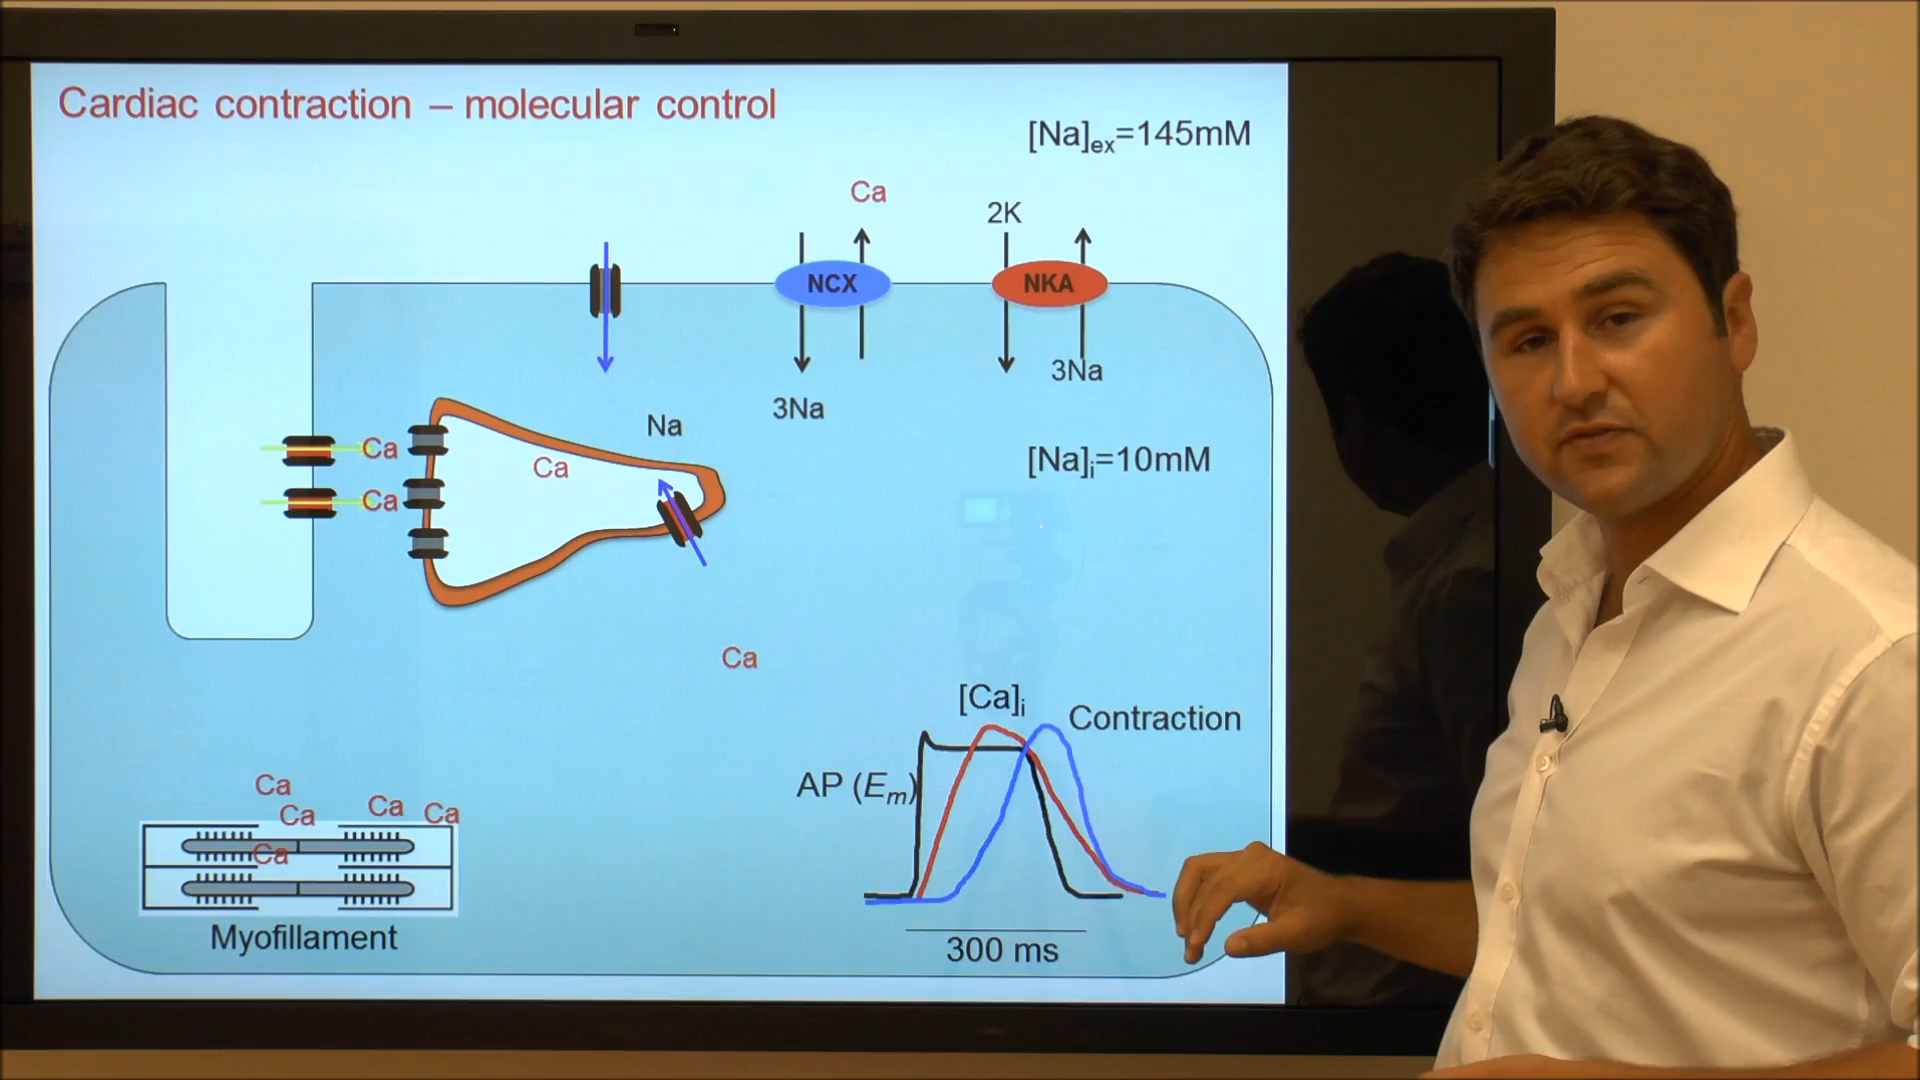 Cardiac contraction – molecular control
[Na]ex=145mM
Ca
2K
NCX
NKA
3Na
3Na
Na
Ca
Ca
Ca
[Na]i=10mM
Ca
[Ca]i
Contraction
AP (Em)
300 ms
Ca
Ca
Ca
Ca
Ca
Myofillament